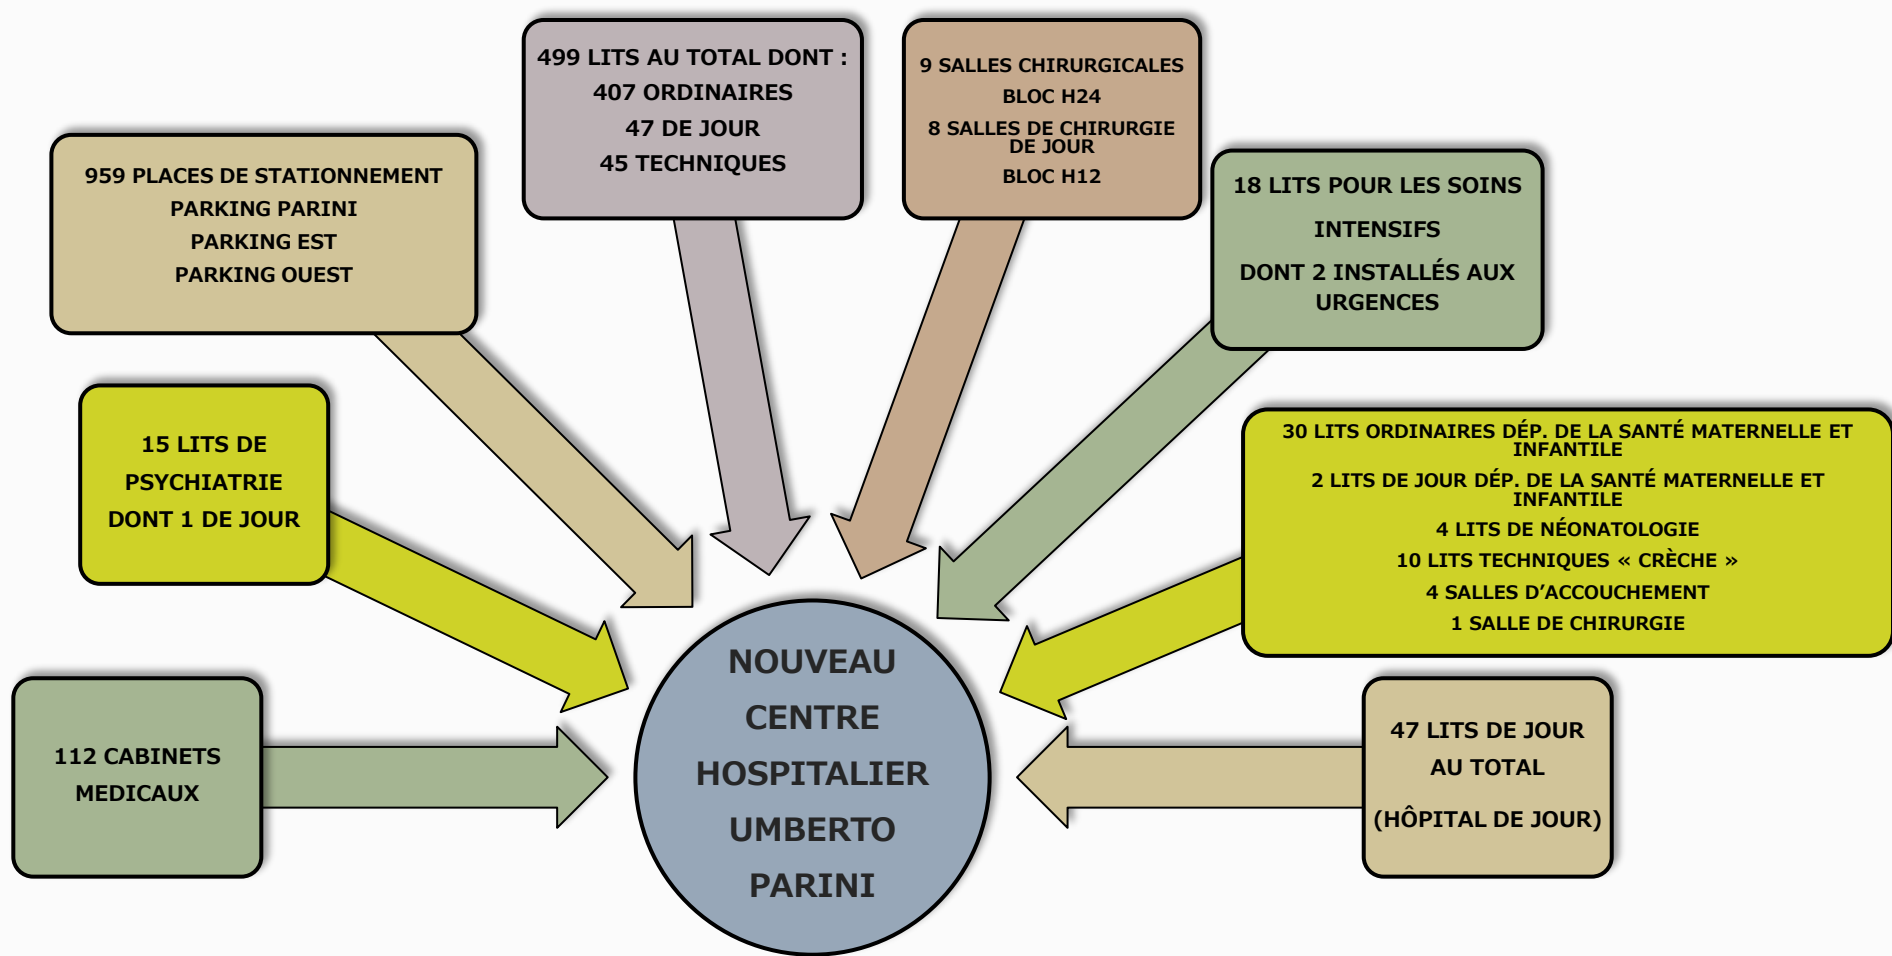 499 LITS AU TOTAL DONT :
407 ORDINAIRES
47 DE JOUR
45 TECHNIQUES
9 SALLES CHIRURGICALES
BLOC H24
8 SALLES DE CHIRURGIE
DE JOUR
BLOC H12
959 PLACES DE STATIONNEMENT
PARKING PARINI
PARKING EST
PARKING OUEST
18 LITS POUR LES SOINS
INTENSIFS
DONT 2 INSTALLÉS AUX
URGENCES
15 LITS DE
PSYCHIATRIE
DONT 1 DE JOUR
30 LITS ORDINAIRES DÉP. DE LA SANTÉ MATERNELLE ET
INFANTILE
2 LITS DE JOUR DÉP. DE LA SANTÉ MATERNELLE ET
INFANTILE
4 LITS DE NÉONATOLOGIE
10 LITS TECHNIQUES « CRÈCHE »
4 SALLES D’ACCOUCHEMENT
1 SALLE DE CHIRURGIE
112 CABINETS
MEDICAUX
NOUVEAU
CENTRE
HOSPITALIER
UMBERTO
PARINI
47 LITS DE JOUR
AU TOTAL
(HÔPITAL DE JOUR)